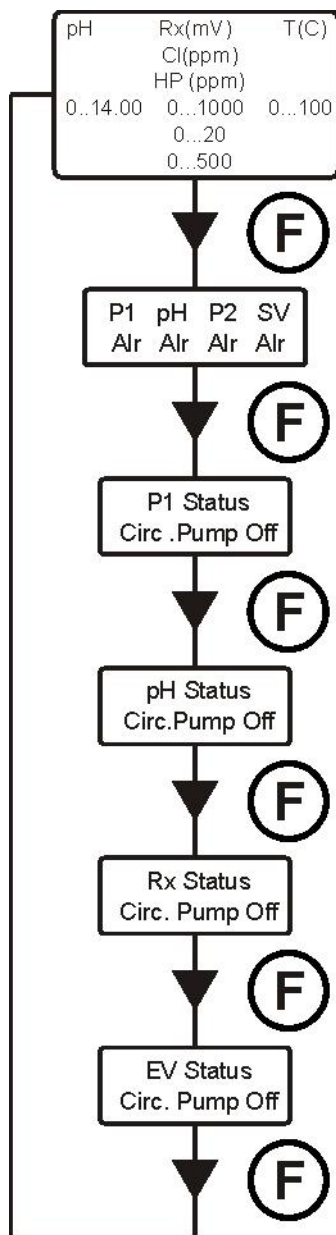 pH Rx(mV) T(C)
Cl(ppm)
HP (ppm)
0...14.00 0...1000 0...100
0...20
0...500
F
P1 pH P2 SV
Alr Alr Alr Alr
F
P1 Status
Circ .Pump Off
F
pH Status
Circ.Pump Off
F
Rx Status
Circ. Pump Off
F
EV Status
Circ. Pump Off
F